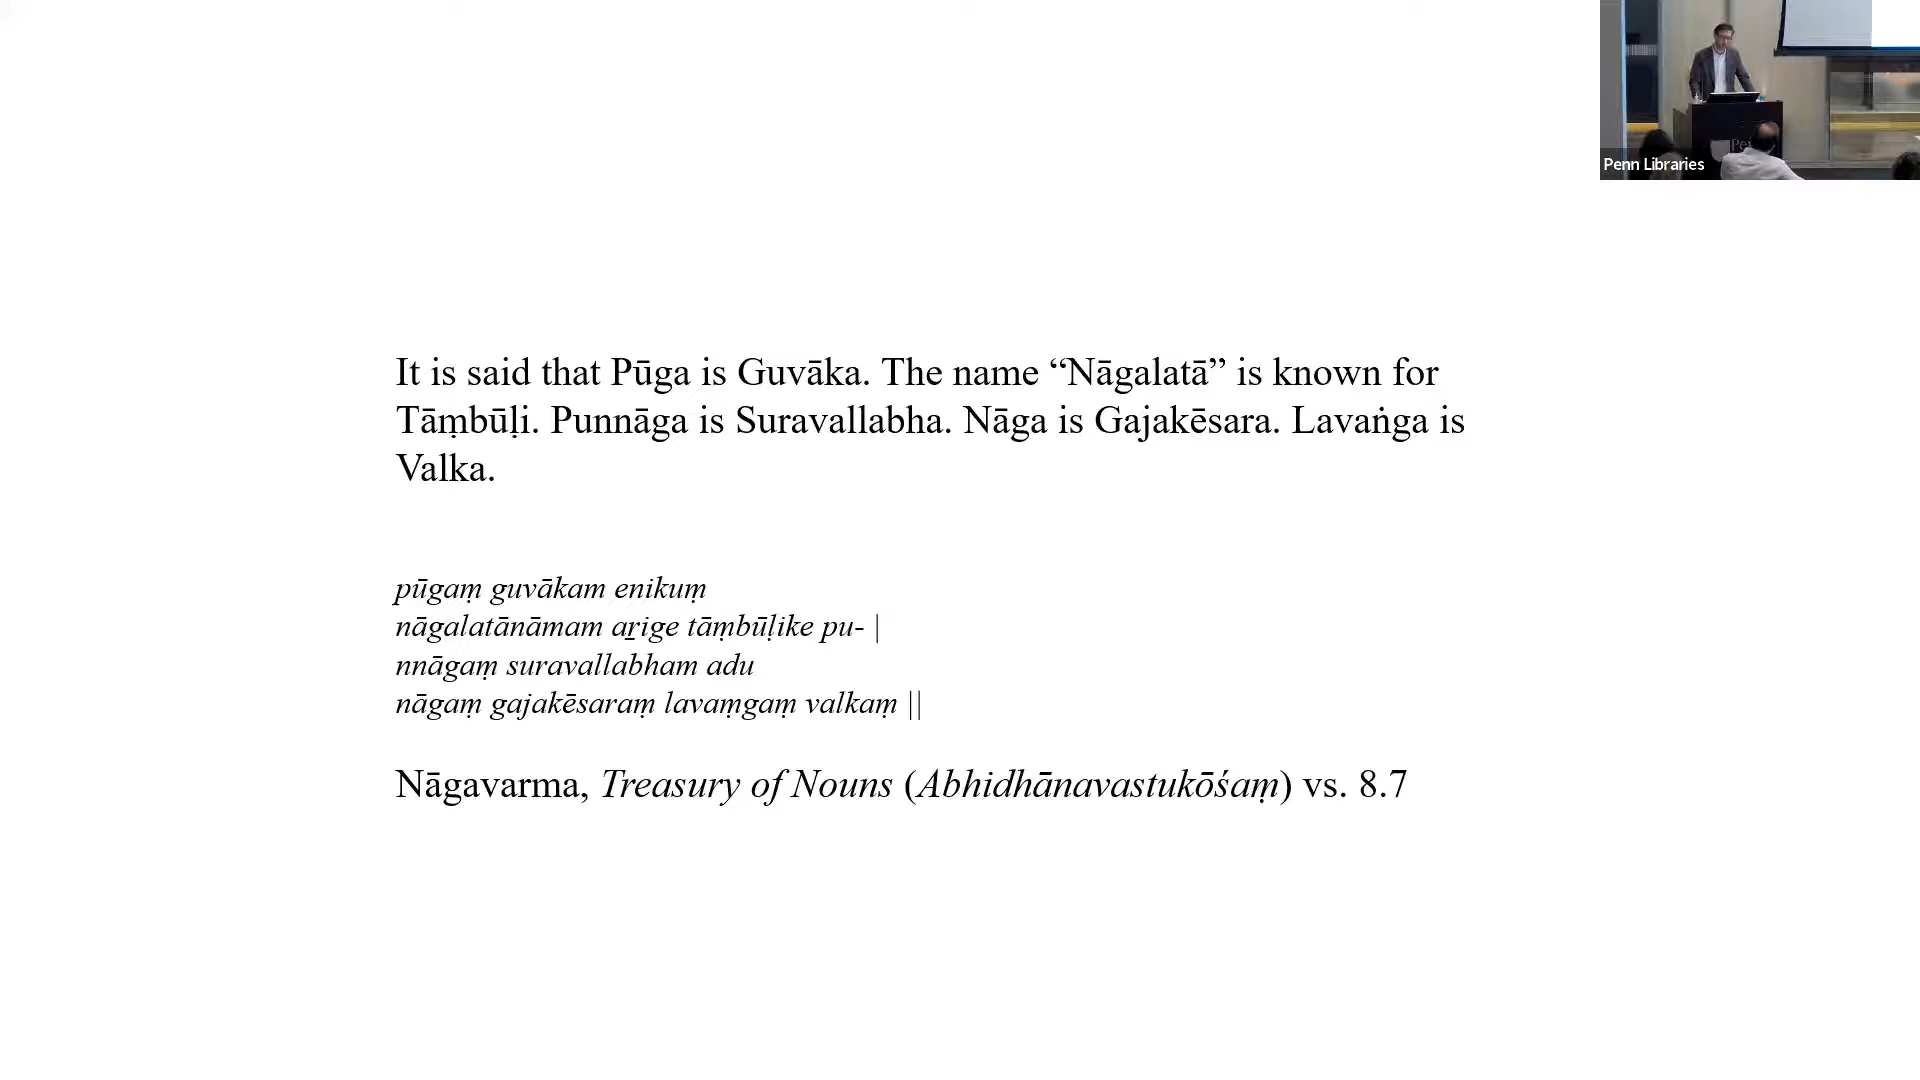 It is said that Pūga is Guvāka. The name “Nāgalatā” is known for
Tāṃbūḷi. Punnāga is Suravallabha. Nāga is Gajakēsara. Lavaṅga is
Valka.
pūgaṃ guvākam enikuṃ
nāgalatānāmam aṟige tāṃbūḷike pu- |
nnāgaṃ suravallabham adu
nāgaṃ gajakēsaraṃ lavaṃgaṃ valkaṃ ||
Nāgavarma, Treasury of Nouns (Abhidhānavastukōśaṃ) vs. 8.7
Penn Libraries